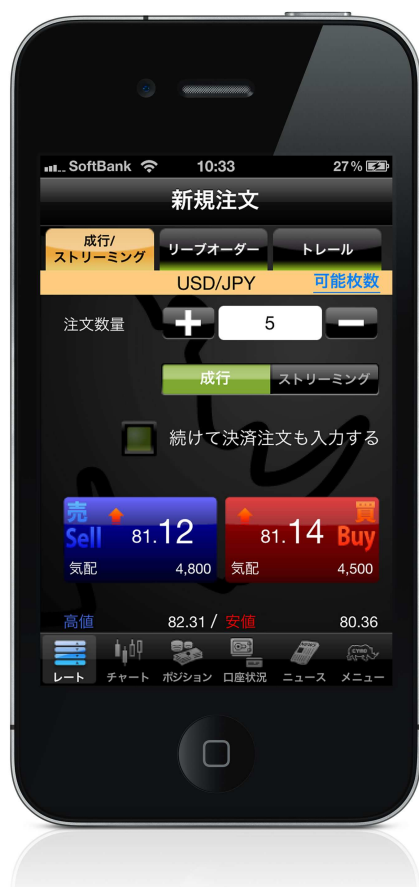 SoftBank 10:33 27%
新規注文
成行/
ストリーミング
リーブオーダー
トレール
USD/JPY 可能枚数
注文数量 + 5 −
成行 ストリーミング
続けて決済注文も入力する
売
Sell 81.12
気配 4,800
買
81.14 Buy
気配 4,500
高値 82.31 / 安値 80.36
レート チャート ポジション 口座状況 ニュース メニュー